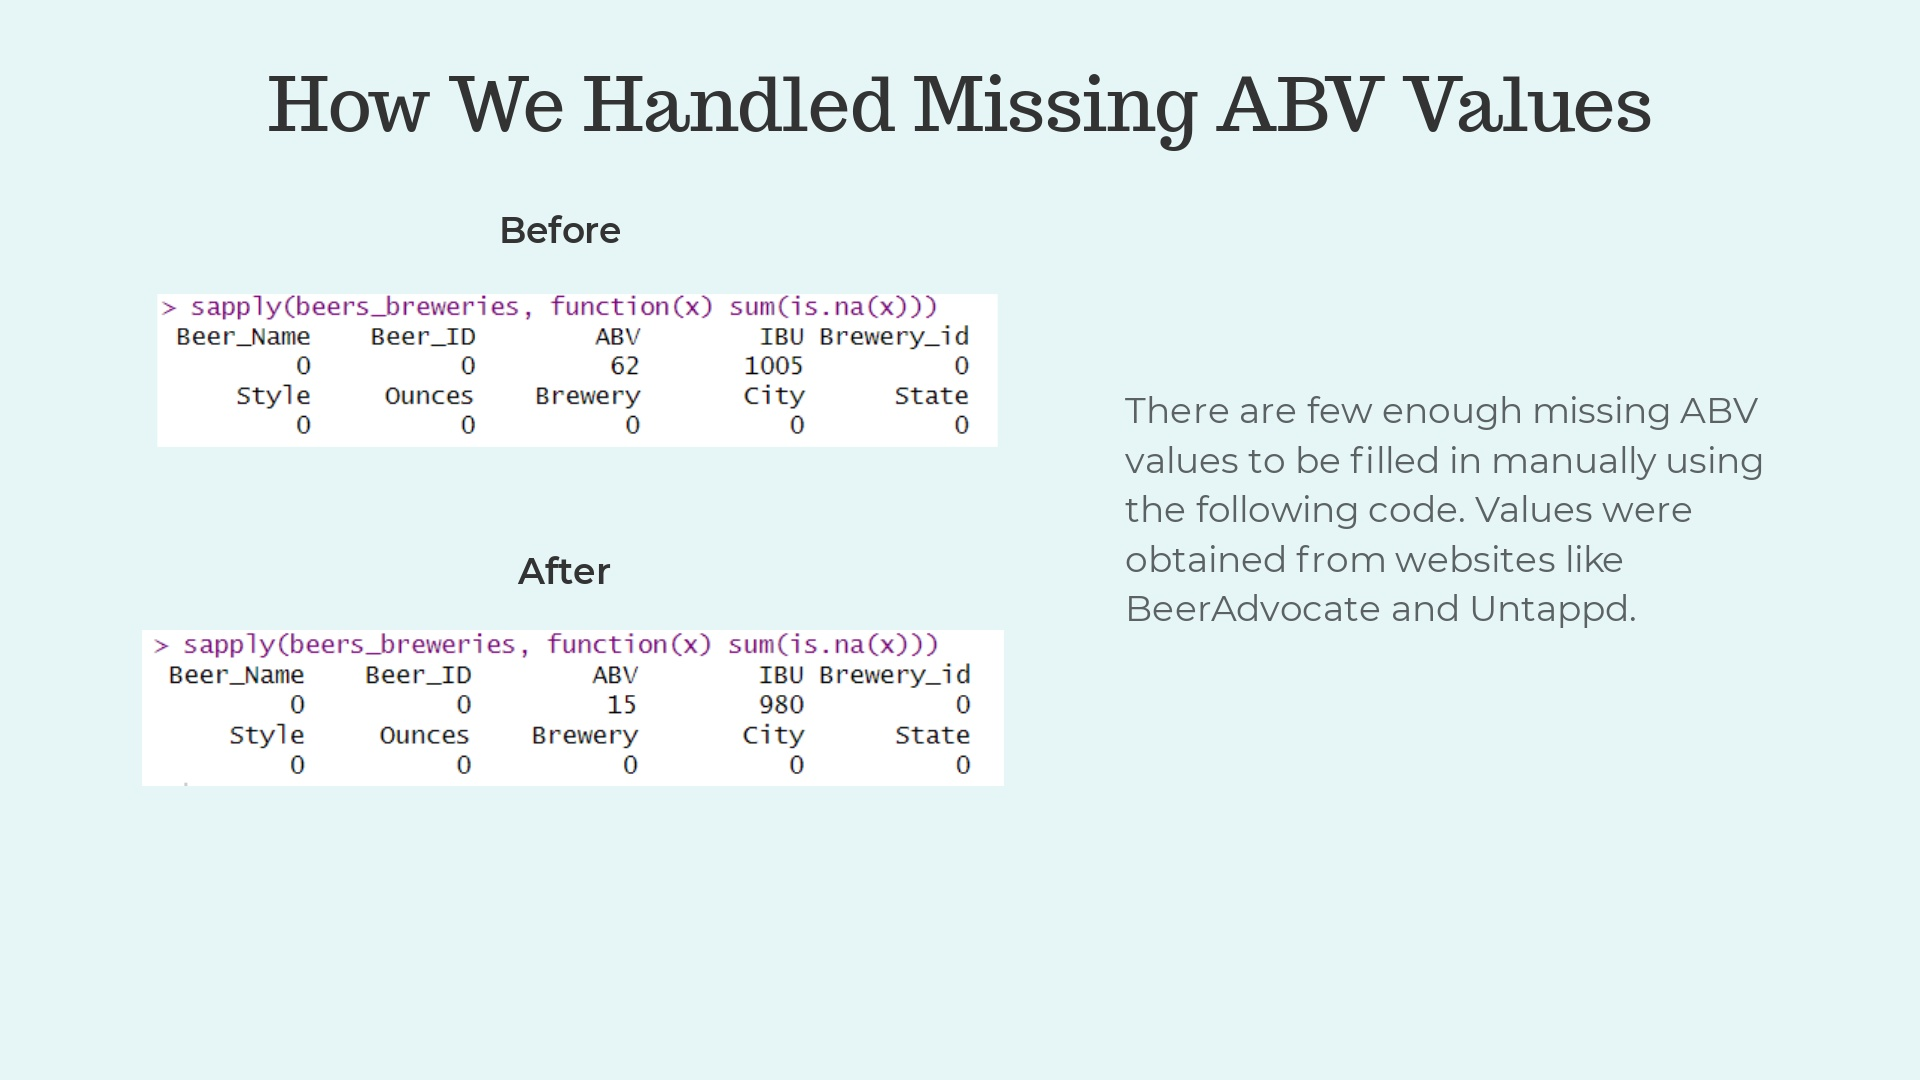 How We Handled Missing ABV Values
Before
> sapply(beers_breweries, function(x) sum(is.na(x)))
Beer_Name Beer_ID ABV IBU Brewery_id
0 0 62 1005 0
Style Ounces Brewery City State
0 0 0 0 0
After
> sapply(beers_breweries, function(x) sum(is.na(x)))
Beer_Name Beer_ID ABV IBU Brewery_id
0 0 15 980 0
Style Ounces Brewery City State
0 0 0 0 0
There are few enough missing ABV
values to be filled in manually using
the following code. Values were
obtained from websites like
BeerAdvocate and Untappd.